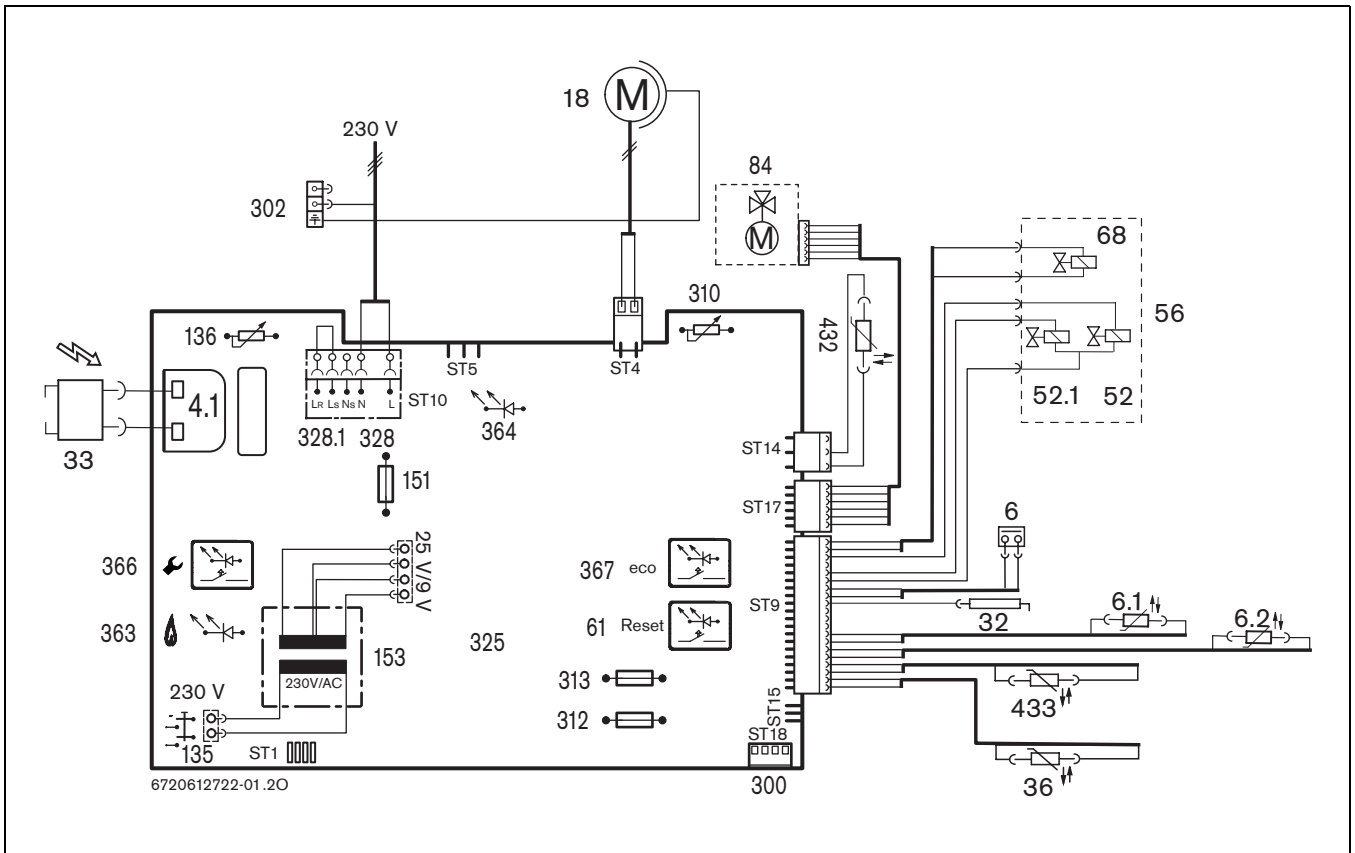 18
M
230 V
302
84
M
68
56
52.1
52
310
432
136
ST5
ST4
LR
Ls
Ns
N
L
ST10
364
328.1
328
4.1
33
151
ST14
ST17
6
25 V/9 V
366
367
eco
ST9
32
6.1
6.2
363
61
Reset
325
153
230V/AC
313
433
230 V
312
ST15
135
ST1
ST18
36
6720612722-01.2O
300